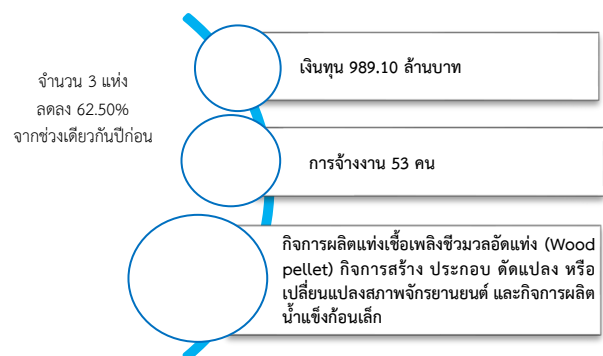 จำนวน 3 แห่ง
ลดลง 62.50%
จากช่วงเดียวกันปีก่อน
เงินทุน 989.10 ล้านบาท
การจ้างงาน 53 คน
กิจการผลิตแท่งเชื้อเพลิงชีวมวลอัดแท่ง (Wood
pellet) กิจการสร้าง ประกอบ ดัดแปลง หรือ
เปลี่ยนแปลงสภาพจักรยานยนต์ และกิจการผลิต
น้ำแข็งก้อนเล็ก